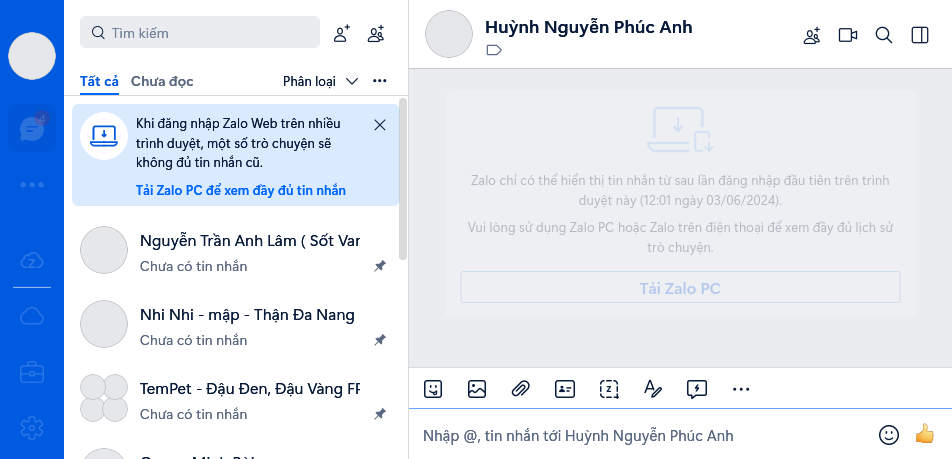 Tìm kiếm
Tất cả Chưa đọc Phân loại
Khi đăng nhập Zalo Web trên nhiều
trình duyệt, một số trò chuyện sẽ
không đủ tin nhắn cũ.
Tải Zalo PC để xem đầy đủ tin nhắn
Nguyễn Trần Anh Lâm ( Sốt
Chưa có tin nhắn
Nhi Nhi - mập - Thận Đa Nang
Chưa có tin nhắn
TemPet - Đậu Đen, Đậu Vàng
Chưa có tin nhắn
Huỳnh Nguyễn Phúc Anh
Zalo chỉ có thể hiển thị tin nhắn từ sau lần đăng nhập đầu tiên trên trình
duyệt này (12:01 ngày 03/06/2024).
Vui lòng sử dụng Zalo PC hoặc Zalo trên điện thoại để xem đầy đủ lịch sử
trò chuyện.
Tải Zalo PC
Nhập @, tin nhắn tới Huỳnh Nguyễn Phúc Anh